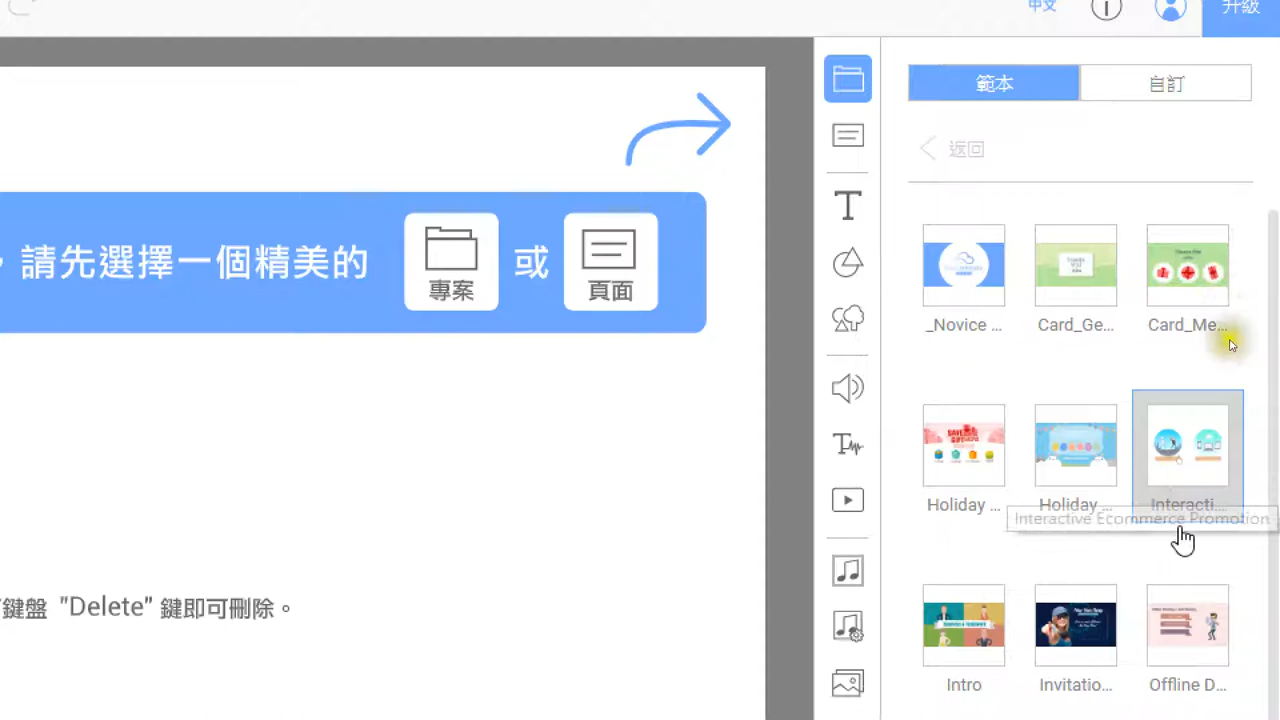 中文
升級
範本
自訂
返回
請先選擇一個精美的
專案
或
頁面
_Novice ...
Card_Ge...
Card_Me...
Holiday ...
Holiday ...
Interacti...
Interactive Ecommerce Promotion
鍵盤 "Delete" 鍵即可刪除。
Intro
Invitatio...
Offline D...